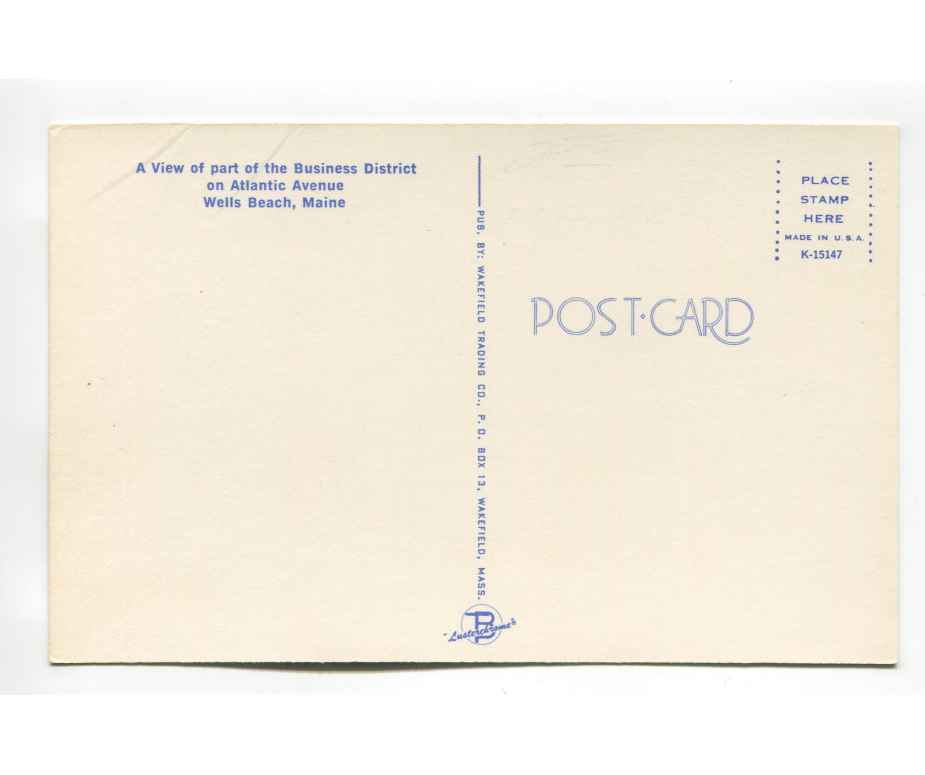 A View of part of the Business District
on Atlantic Avenue
Wells Beach, Maine
PUB. BY: WAKEFIELD TRADING CO., P. O. BOX 13, WAKEFIELD, MASS.
"Lusterchrome"
PLACE
STAMP
HERE
MADE IN U.S.A.
K-15147
POST·CARD